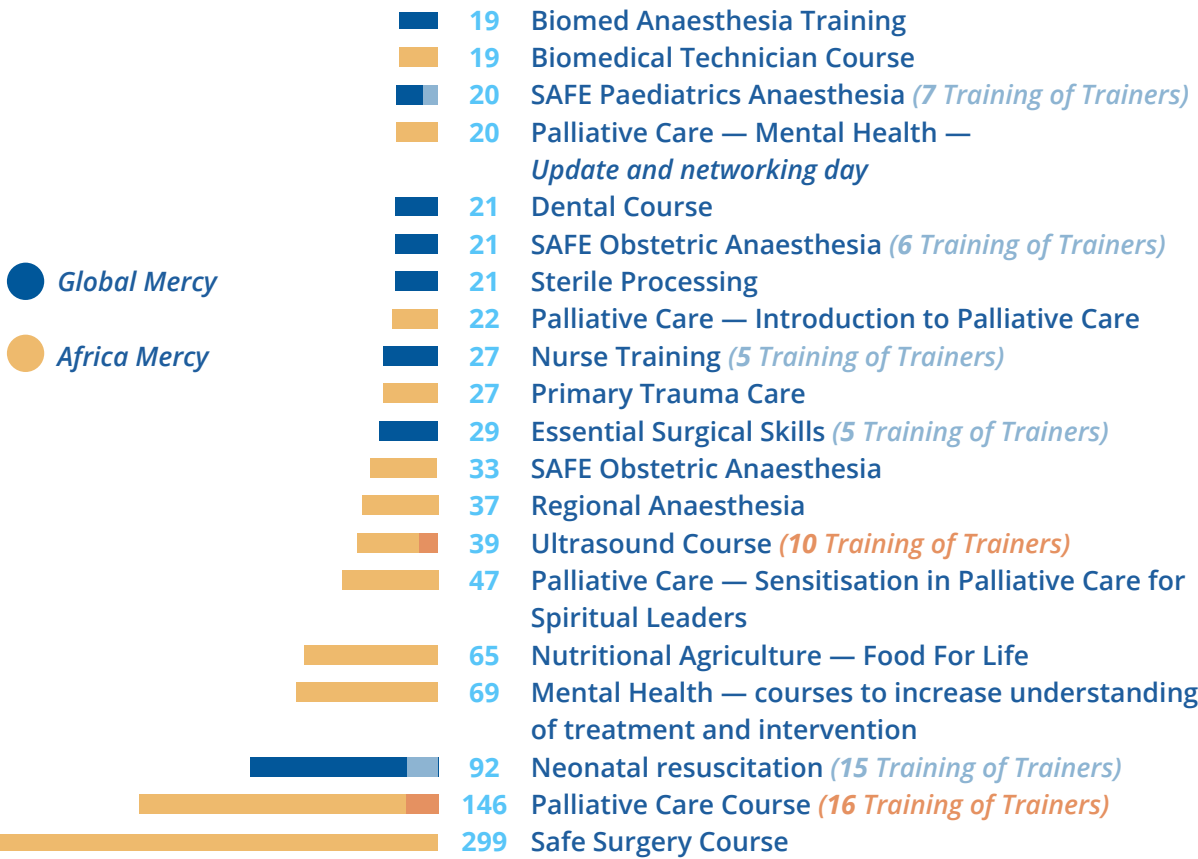 19 Biomed Anaesthesia Training
19 Biomedical Technician Course
20 SAFE Paediatrics Anaesthesia (7 Training of Trainers)
20 Palliative Care — Mental Health —
Update and networking day
21 Dental Course
21 SAFE Obstetric Anaesthesia (6 Training of Trainers)
Global Mercy
21 Sterile Processing
22 Palliative Care — Introduction to Palliative Care
Africa Mercy
27 Nurse Training (5 Training of Trainers)
27 Primary Trauma Care
29 Essential Surgical Skills (5 Training of Trainers)
33 SAFE Obstetric Anaesthesia
37 Regional Anaesthesia
39 Ultrasound Course (10 Training of Trainers)
47 Palliative Care — Sensitisation in Palliative Care for
Spiritual Leaders
65 Nutritional Agriculture — Food For Life
69 Mental Health — courses to increase understanding
of treatment and intervention
92 Neonatal resuscitation (15 Training of Trainers)
146 Palliative Care Course (16 Training of Trainers)
299 Safe Surgery Course